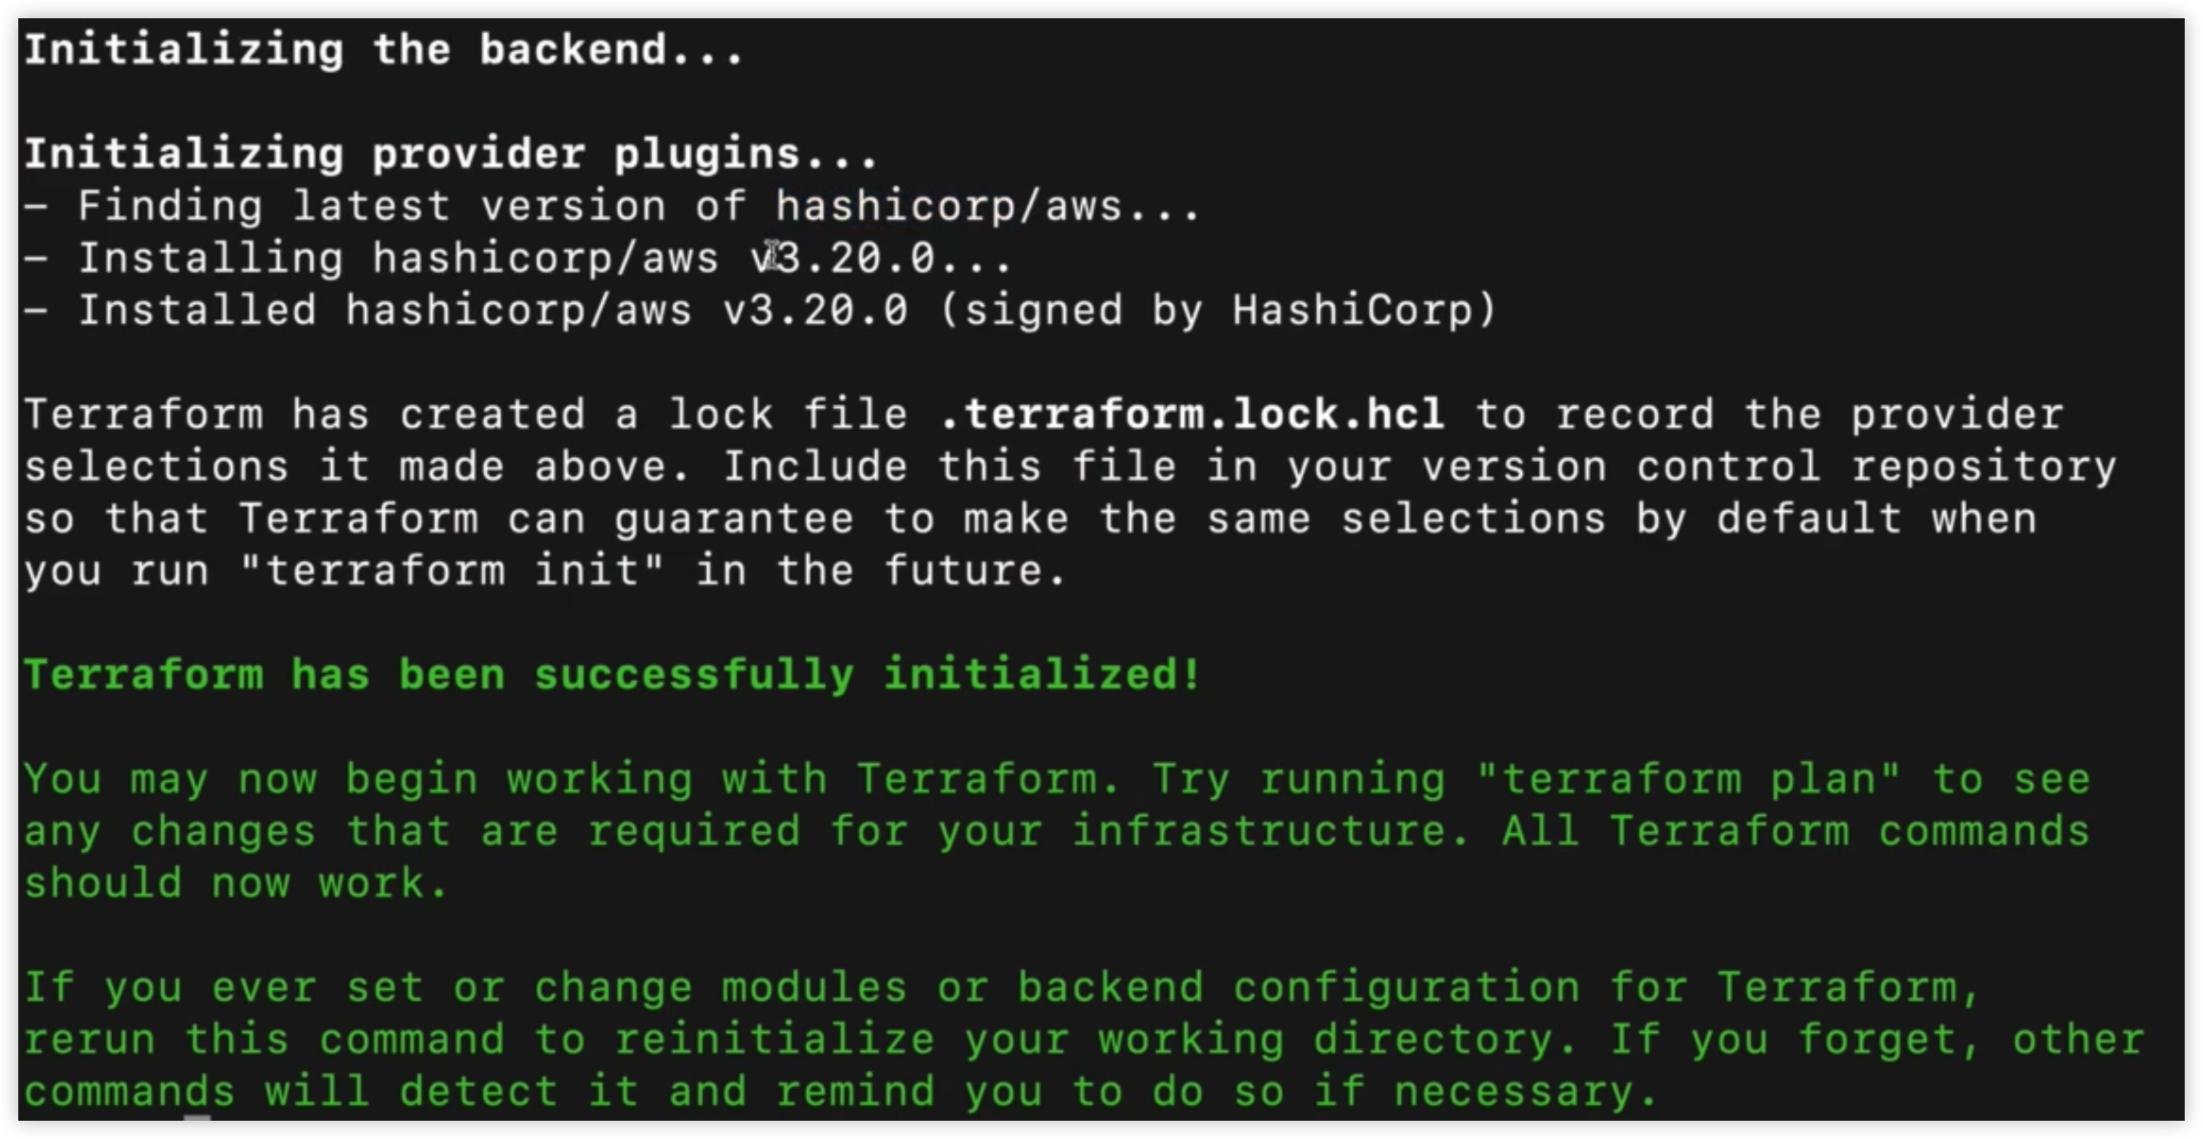 Initializing the backend...
Initializing provider plugins...
– Finding latest version of hashicorp/aws...
– Installing hashicorp/aws v3.20.0...
– Installed hashicorp/aws v3.20.0 (signed by HashiCorp)
Terraform has created a lock file .terraform.lock.hcl to record the provider
selections it made above. Include this file in your version control repository
so that Terraform can guarantee to make the same selections by default when
you run "terraform init" in the future.
Terraform has been successfully initialized!
You may now begin working with Terraform. Try running "terraform plan" to see
any changes that are required for your infrastructure. All Terraform commands
should now work.
If you ever set or change modules or backend configuration for Terraform,
rerun this command to reinitialize your working directory. If you forget, other
commands will detect it and remind you to do so if necessary.